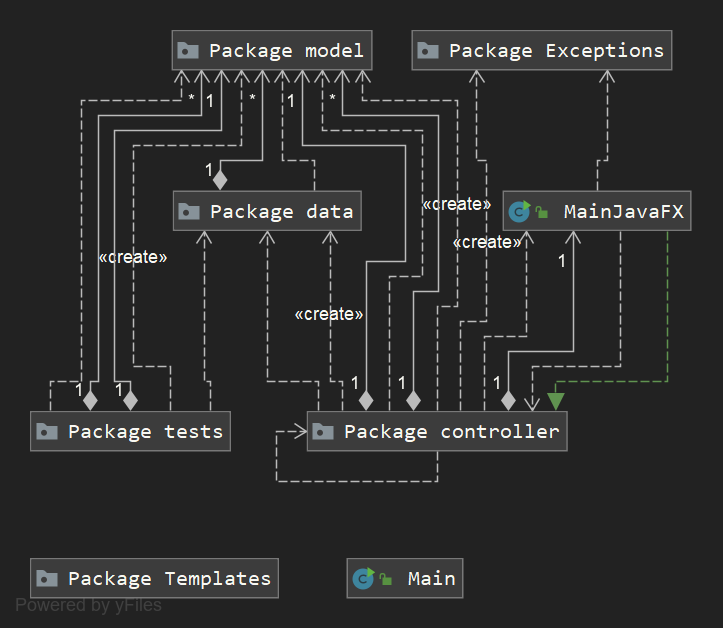 Package model
Package Exceptions
* 1 * 1 *
1
Package data
MainJavaFX
«create»
«create»
«create»
1
«create»
1 1 1 1 1
Package tests
Package controller
Package Templates
Main
Powered by yFiles